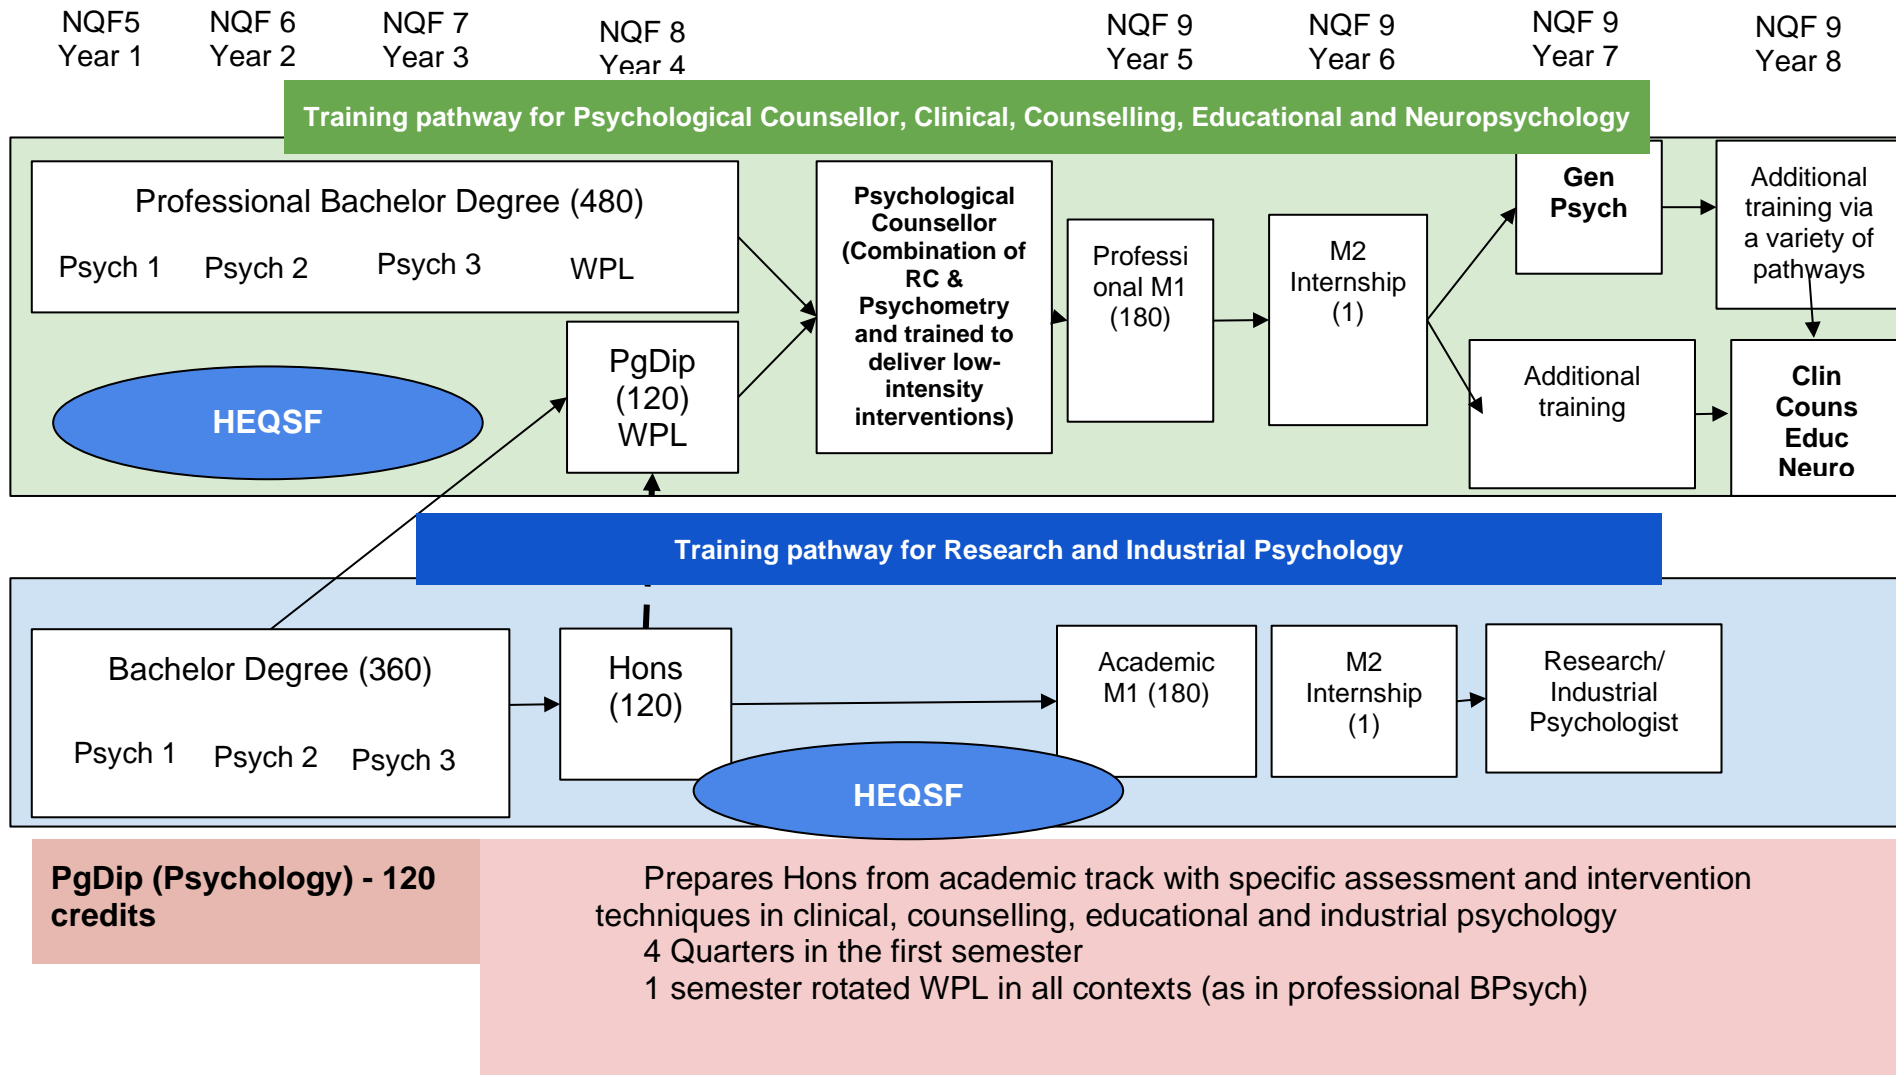 NQF5
Year 1
NQF 6
Year 2
NQF 7
Year 3
NQF 8
Year 4
NQF 9
Year 5
NQF 9
Year 6
NQF 9
Year 7
NQF 9
Year 8
Training pathway for Psychological Counsellor, Clinical, Counselling, Educational and Neuropsychology
Professional Bachelor Degree (480)
Psych 1
Psych 2
Psych 3
WPL
HEQSF
PgDip
(120)
WPL
Psychological
Counsellor
(Combination of
RC &
Psychometry
and trained to
deliver low-
intensity
interventions)
Professi
onal M1
(180)
M2
Internship
(1)
Gen
Psych
Additional
training via
a variety of
pathways
Additional
training
Clin
Couns
Educ
Neuro
Training pathway for Research and Industrial Psychology
Bachelor Degree (360)
Psych 1
Psych 2
Psych 3
Hons
(120)
HEQSF
Academic
M1 (180)
M2
Internship
(1)
Research/
Industrial
Psychologist
PgDip (Psychology) - 120
credits
Prepares Hons from academic track with specific assessment and intervention
techniques in clinical, counselling, educational and industrial psychology
4 Quarters in the first semester
1 semester rotated WPL in all contexts (as in professional BPsych)